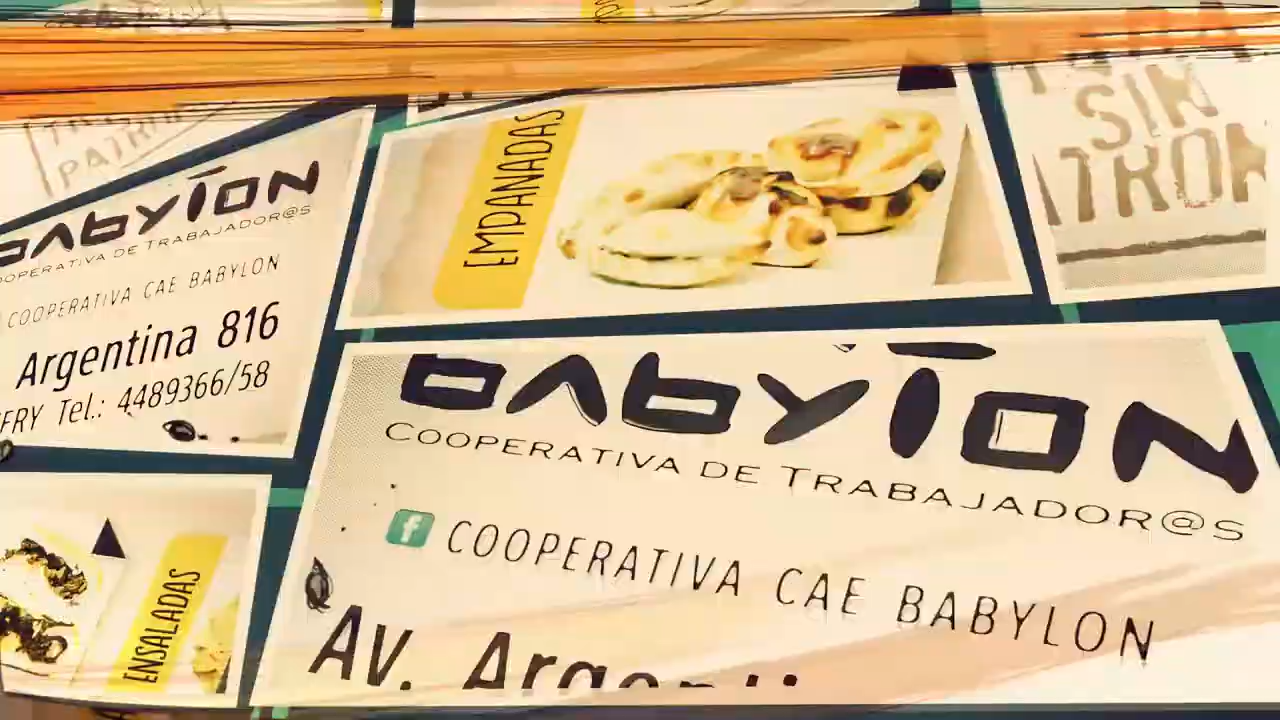 PATRÓN
babylon
COOPERATIVA DE TRABAJADOR@S
COOPERATIVA CAE BABYLON
Argentina 816
Tel.: 4489366/58
EMPANADAS
SIN
babylon
COOPERATIVA DE TRABAJADOR@S
f COOPERATIVA CAE BABYLON
AV.
ENSALADAS